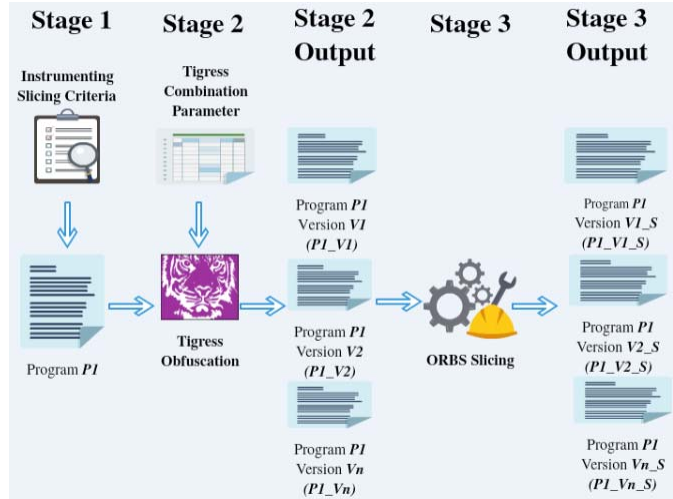 Stage 1
Stage 2
Stage 2
Output
Stage 3
Stage 3
Output
Instrumenting
Slicing Criteria
Tigress
Combination
Parameter
Program P1
Version V1
(P1_V1)
Program P1
Version V1_S
(P1_V1_S)
Program P1
Tigress
Obfuscation
Program P1
Version V2
(P1_V2)
ORBS Slicing
Program P1
Version V2_S
(P1_V2_S)
Program P1
Version Vn
(P1_Vn)
Program P1
Version Vn_S
(P1_Vn_S)